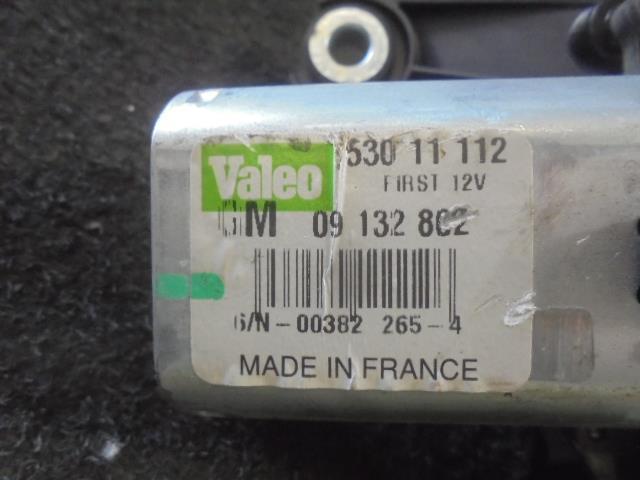 Valeo 530 11 112
FIRST 12V
GM 09 132 802
S/N-00382 265-4
MADE IN FRANCE